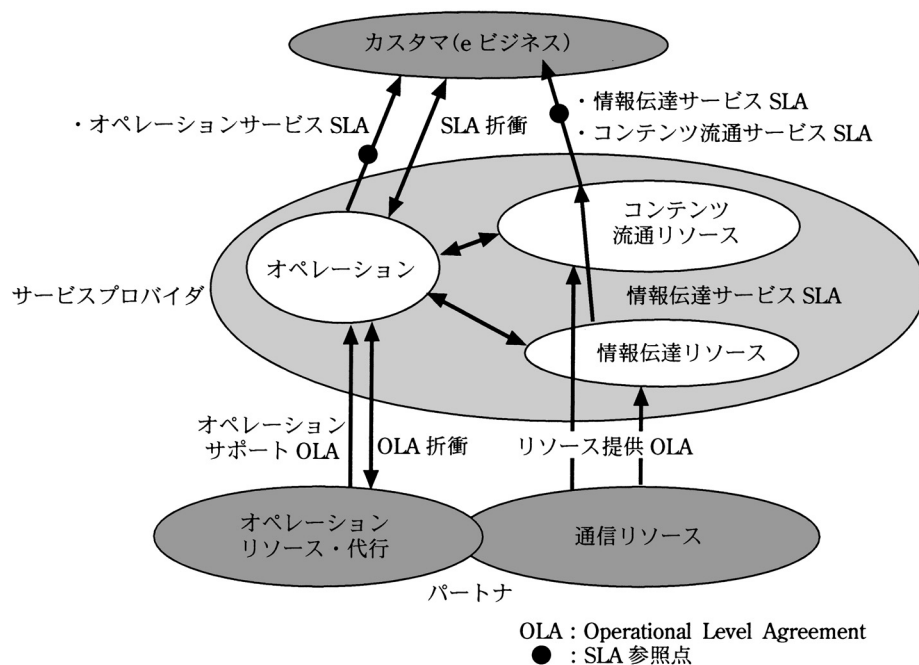 カスタマ(e ビジネス)
・オペレーションサービス SLA
SLA 折衝
・情報伝達サービス SLA
・コンテンツ流通サービス SLA
コンテンツ
流通リソース
オペレーション
サービスプロバイダ
情報伝達サービス SLA
情報伝達リソース
オペレーション
サポート OLA
OLA 折衝
リソース提供 OLA
オペレーション
リソース・代行
通信リソース
パートナ
OLA : Operational Level Agreement
● : SLA 参照点